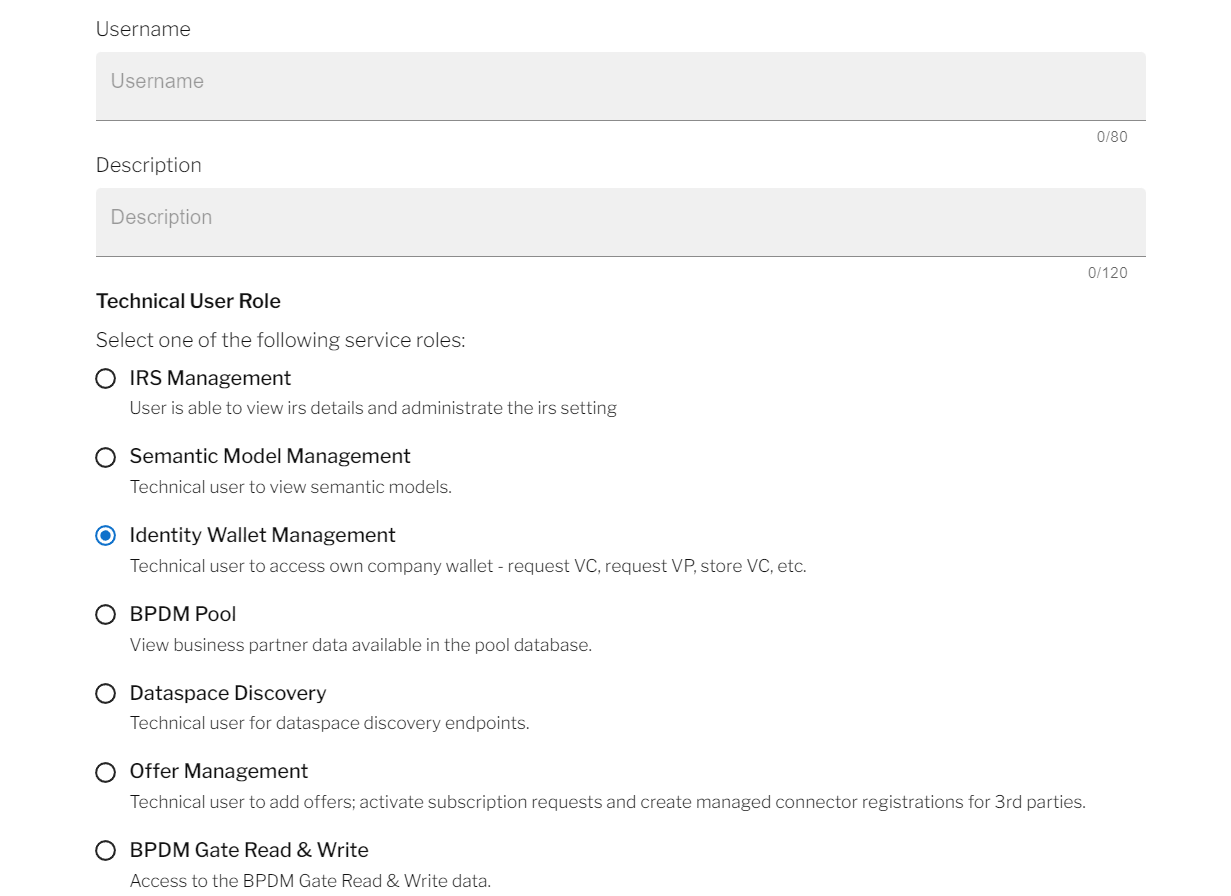 Username
Username
0/80
Description
Description
0/120
Technical User Role
Select one of the following service roles:
IRS Management
User is able to view irs details and administrate the irs setting
Semantic Model Management
Technical user to view semantic models.
Identity Wallet Management
Technical user to access own company wallet - request VC, request VP, store VC, etc.
BPDM Pool
View business partner data available in the pool database.
Dataspace Discovery
Technical user for dataspace discovery endpoints.
Offer Management
Technical user to add offers; activate subscription requests and create managed connector registrations for 3rd parties.
BPDM Gate Read & Write
Access to the BPDM Gate Read & Write data.